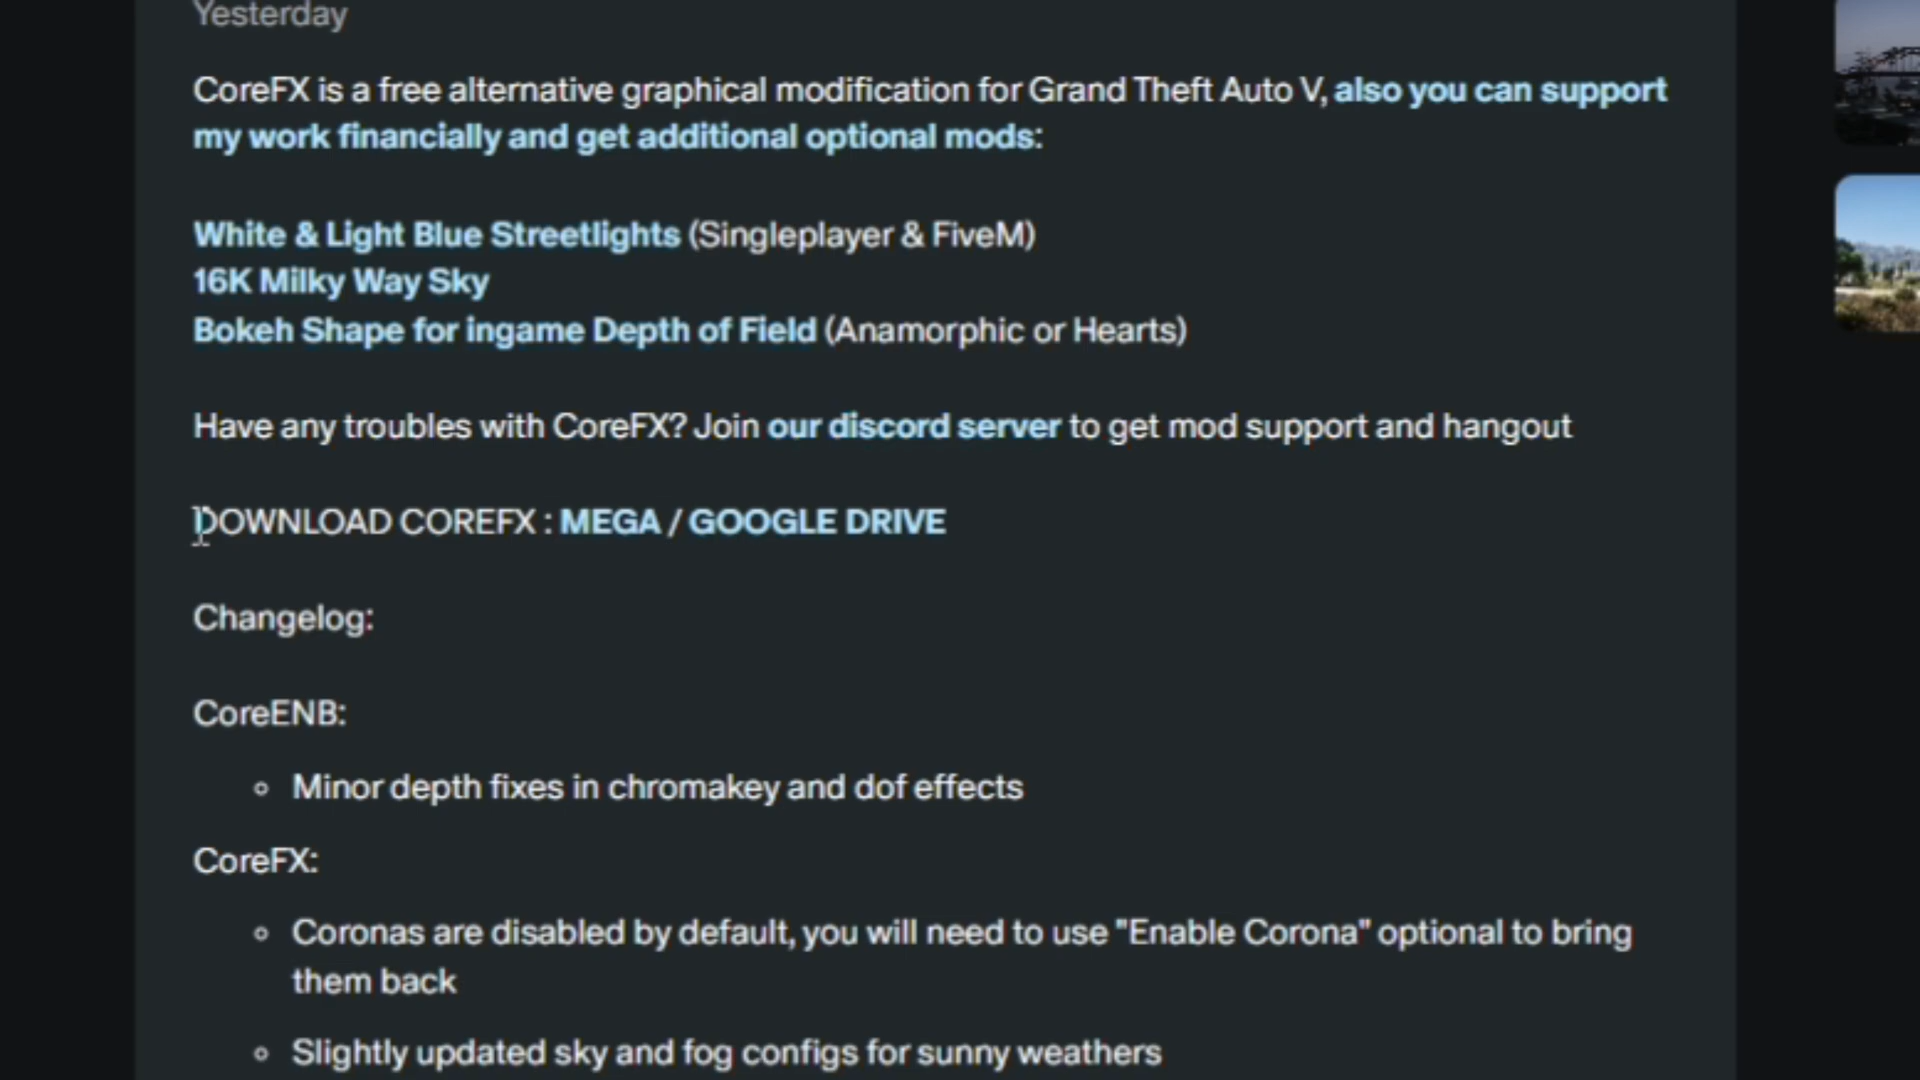 Yesterday
CoreFX is a free alternative graphical modification for Grand Theft Auto V, also you can support
my work financially and get additional optional mods:
White & Light Blue Streetlights (Singleplayer & FiveM)
16K Milky Way Sky
Bokeh Shape for ingame Depth of Field (Anamorphic or Hearts)
Have any troubles with CoreFX? Join our discord server to get mod support and hangout
DOWNLOAD COREFX : MEGA / GOOGLE DRIVE
Changelog:
CoreENB:
Minor depth fixes in chromakey and dof effects
CoreFX:
Coronas are disabled by default, you will need to use "Enable Corona" optional to bring
them back
Slightly updated sky and fog configs for sunny weathers